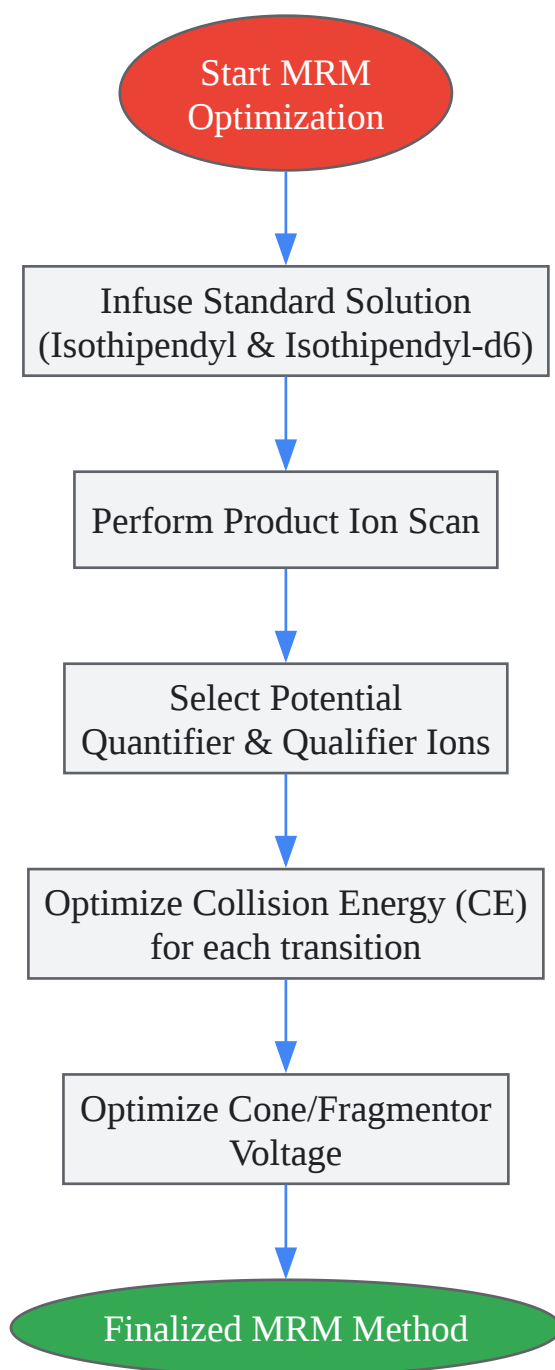 Start MRM
Optimization
Infuse Standard Solution
(Isothipendyl & Isothipendyl-d6)
Perform Product Ion Scan
Select Potential
Quantifier & Qualifier Ions
Optimize Collision Energy (CE)
for each transition
Optimize Cone/Fragmentor
Voltage
Finalized MRM Method